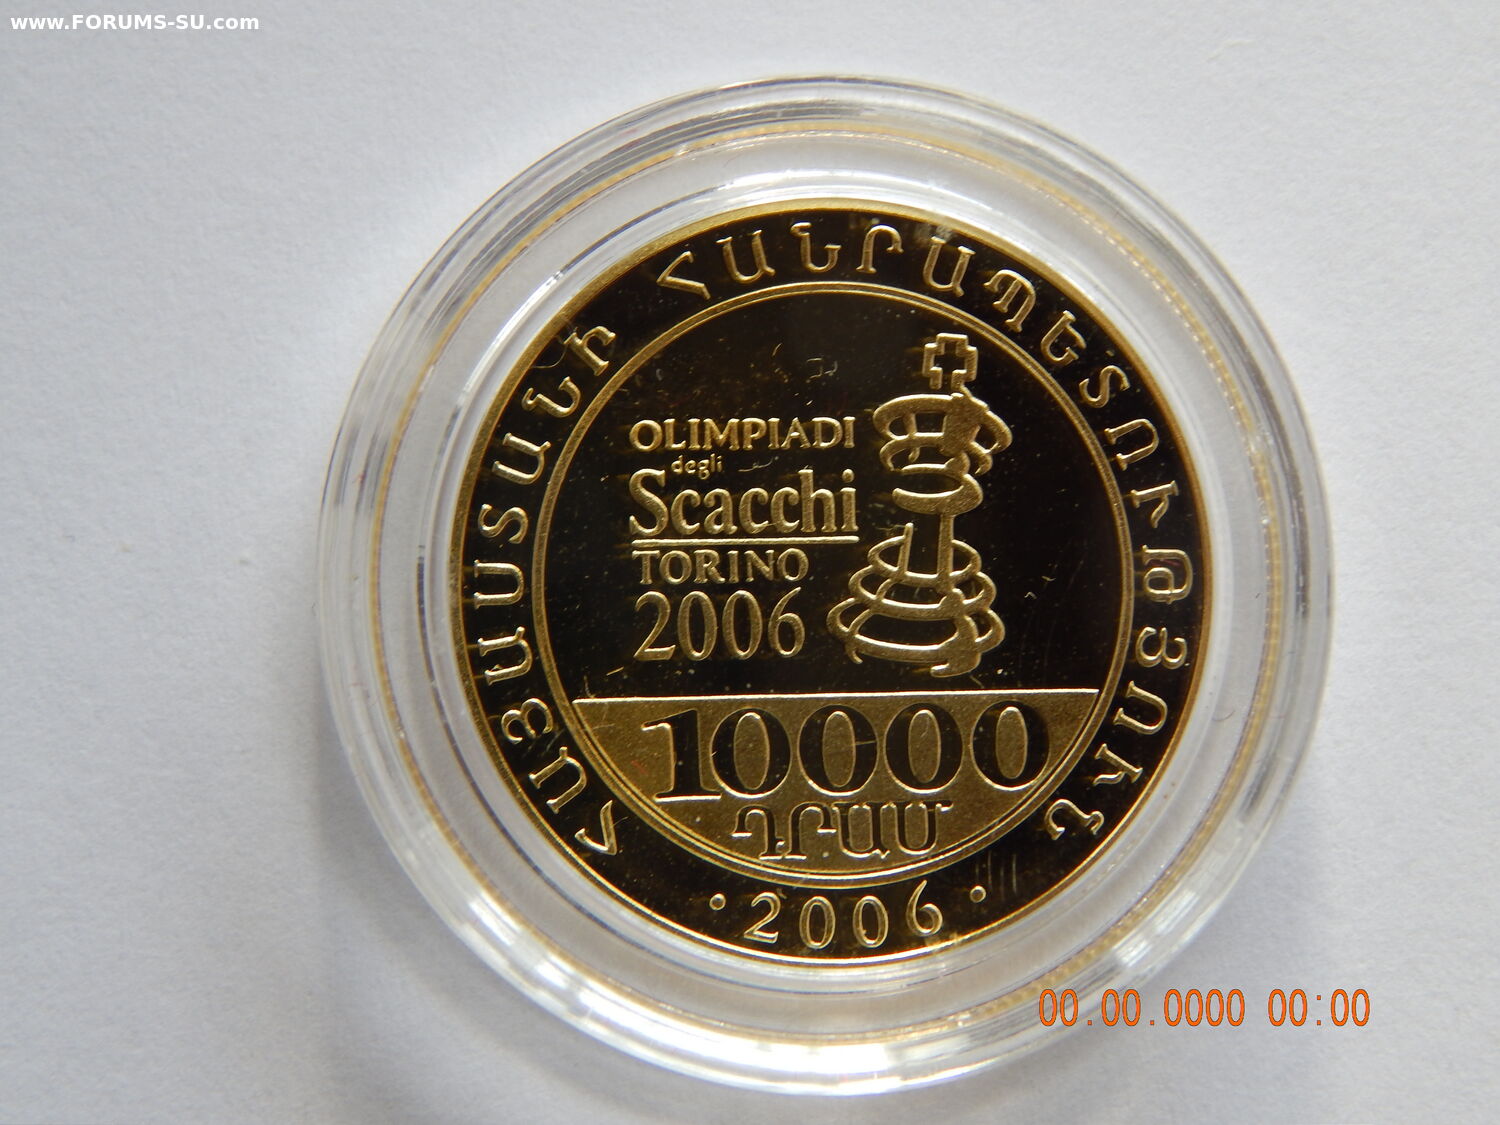 www.FORUMS-SU.com
ՀԱՅԱՍՏԱՆԻ ՀԱՆՐԱՊԵՏՈՒԹՅՈՒՆ
OLIMPIADI
degli
Scacchi
TORINO
2006
10000
ԴՐԱՄ
· 2006 ·
00.00.0000 00:00